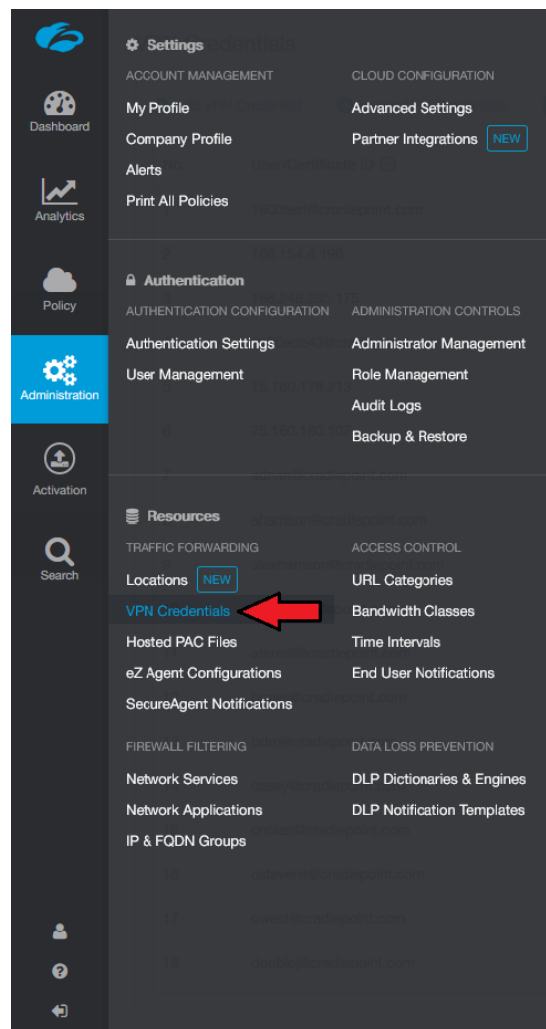 Settings
ACCOUNT MANAGEMENT
My Profile
Company Profile
Alerts
Print All Policies
CLOUD CONFIGURATION
Advanced Settings
Partner Integrations NEW
Authentication
AUTHENTICATION CONFIGURATION
Authentication Settings
User Management
ADMINISTRATION CONTROLS
Administrator Management
Role Management
Audit Logs
Backup & Restore
Resources
TRAFFIC FORWARDING
Locations NEW
VPN Credentials
Hosted PAC Files
eZ Agent Configurations
SecureAgent Notifications
ACCESS CONTROL
URL Categories
Bandwidth Classes
Time Intervals
End User Notifications
FIREWALL FILTERING
Network Services
Network Applications
IP & FQDN Groups
DATA LOSS PREVENTION
DLP Dictionaries & Engines
DLP Notification Templates
Dashboard
Analytics
Policy
Administration
Activation
Search